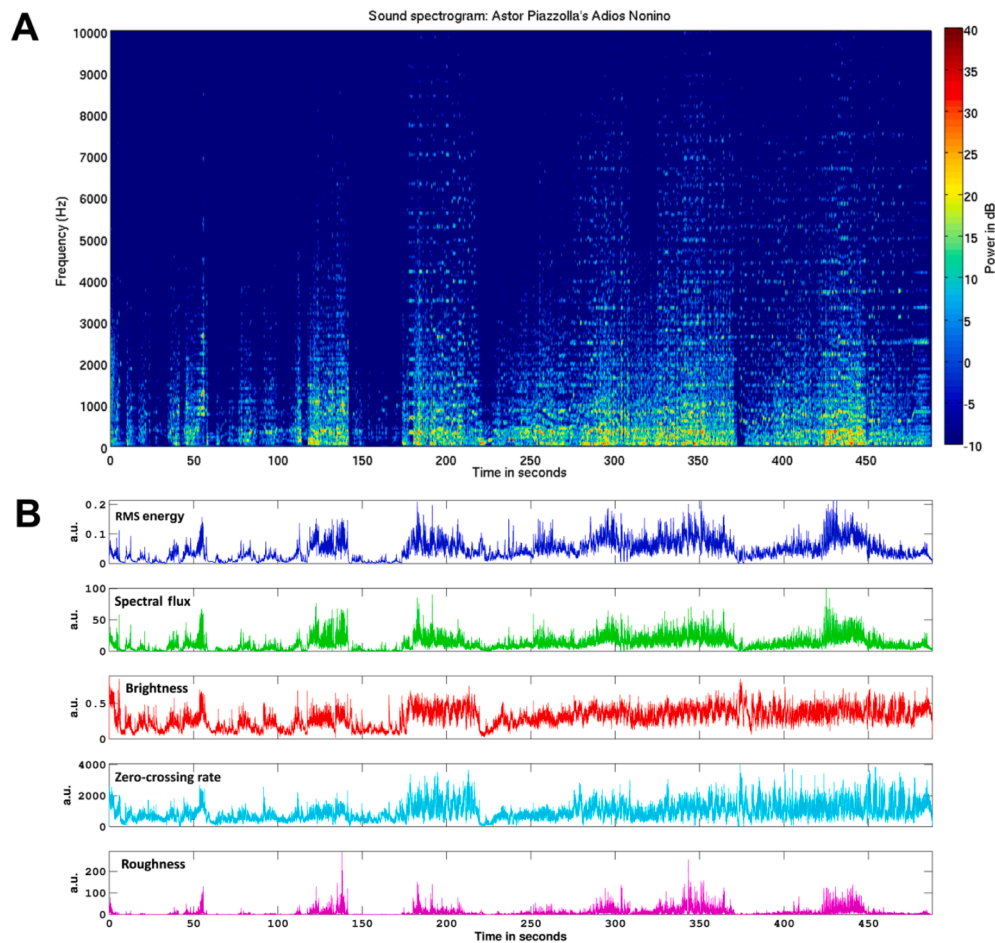 A
Sound spectrogram: Astor Piazzolla's Adios Nonino
10000
9000
8000
7000
6000
5000
4000
3000
2000
1000
0
Frequency (Hz)
0 50 100 150 200 250 300 350 400 450
Time in seconds
40
35
30
25
20
15
10
5
0
-5
-10
Power in dB
B
RMS energy
0.2
0.1
0
a.u.
Spectral flux
100
50
0
a.u.
Brightness
0.5
0
a.u.
Zero-crossing rate
4000
2000
0
a.u.
Roughness
200
100
0
a.u.
0 50 100 150 200 250 300 350 400 450
Time in seconds